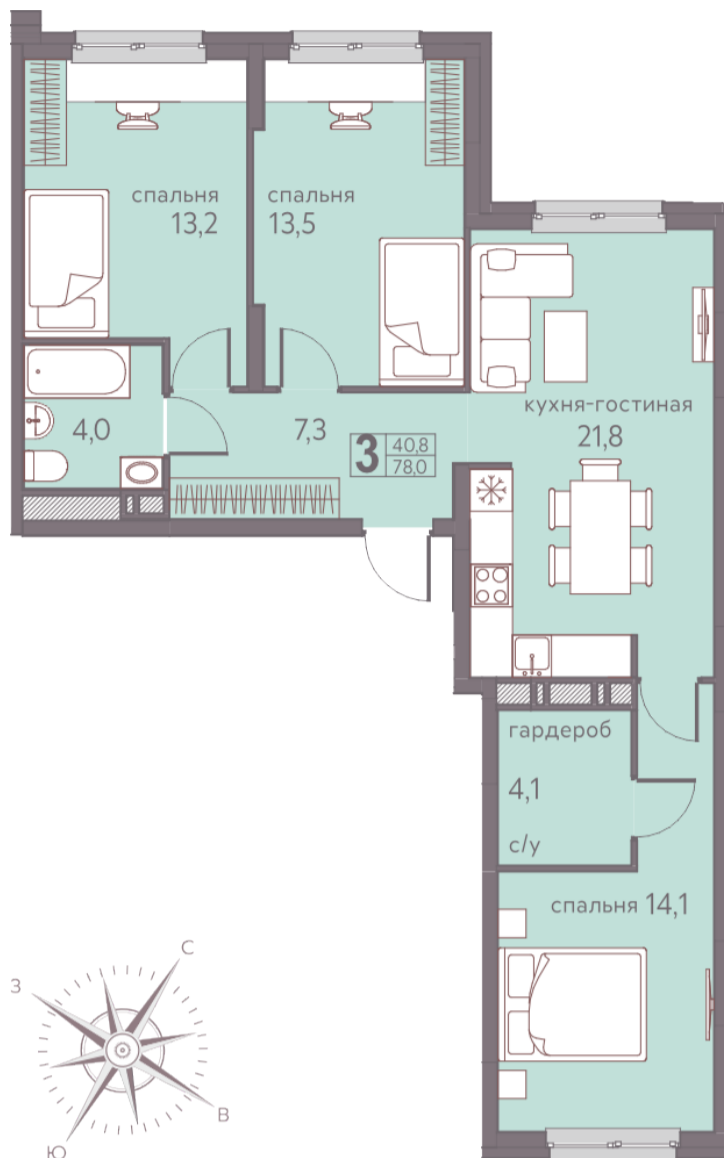 спальня
13,2
спальня
13,5
кухня-гостиная
21,8
4,0
7,3
3
40,8
78,0
гардероб
4,1
с/у
спальня 14,1
С
З
В
Ю